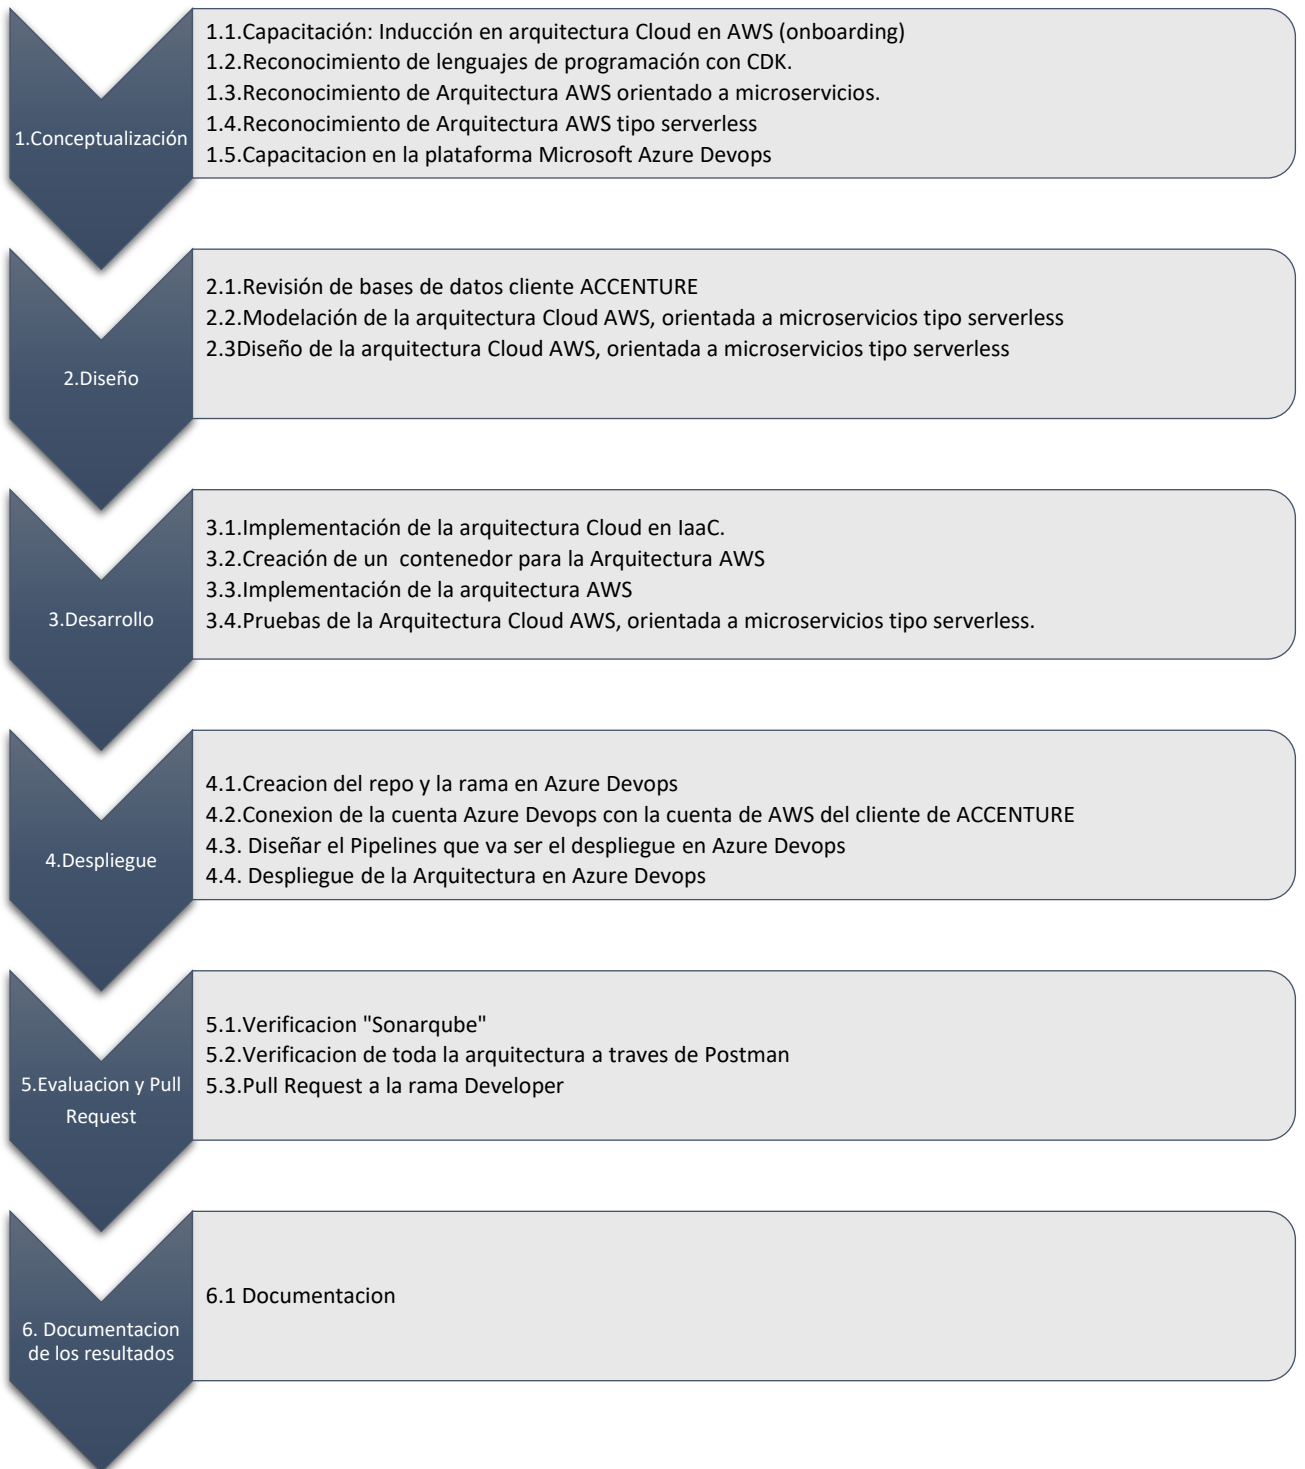 1.Conceptualización
1.1.Capacitación: Inducción en arquitectura Cloud en AWS (onboarding)
1.2.Reconocimiento de lenguajes de programación con CDK.
1.3.Reconocimiento de Arquitectura AWS orientado a microservicios.
1.4.Reconocimiento de Arquitectura AWS tipo serverless
1.5.Capacitacion en la plataforma Microsoft Azure Devops
2.Diseño
2.1.Revisión de bases de datos cliente ACCENTURE
2.2.Modelación de la arquitectura Cloud AWS, orientada a microservicios tipo serverless
2.3Diseño de la arquitectura Cloud AWS, orientada a microservicios tipo serverless
3.Desarrollo
3.1.Implementación de la arquitectura Cloud en IaaC.
3.2.Creación de un  contenedor para la Arquitectura AWS
3.3.Implementación de la arquitectura AWS
3.4.Pruebas de la Arquitectura Cloud AWS, orientada a microservicios tipo serverless.
4.Despliegue
4.1.Creacion del repo y la rama en Azure Devops
4.2.Conexion de la cuenta Azure Devops con la cuenta de AWS del cliente de ACCENTURE
4.3. Diseñar el Pipelines que va ser el despliegue en Azure Devops
4.4. Despliegue de la Arquitectura en Azure Devops
5.Evaluacion y Pull
Request
5.1.Verificacion "Sonarqube"
5.2.Verificacion de toda la arquitectura a traves de Postman
5.3.Pull Request a la rama Developer
6. Documentacion
de los resultados
6.1 Documentacion